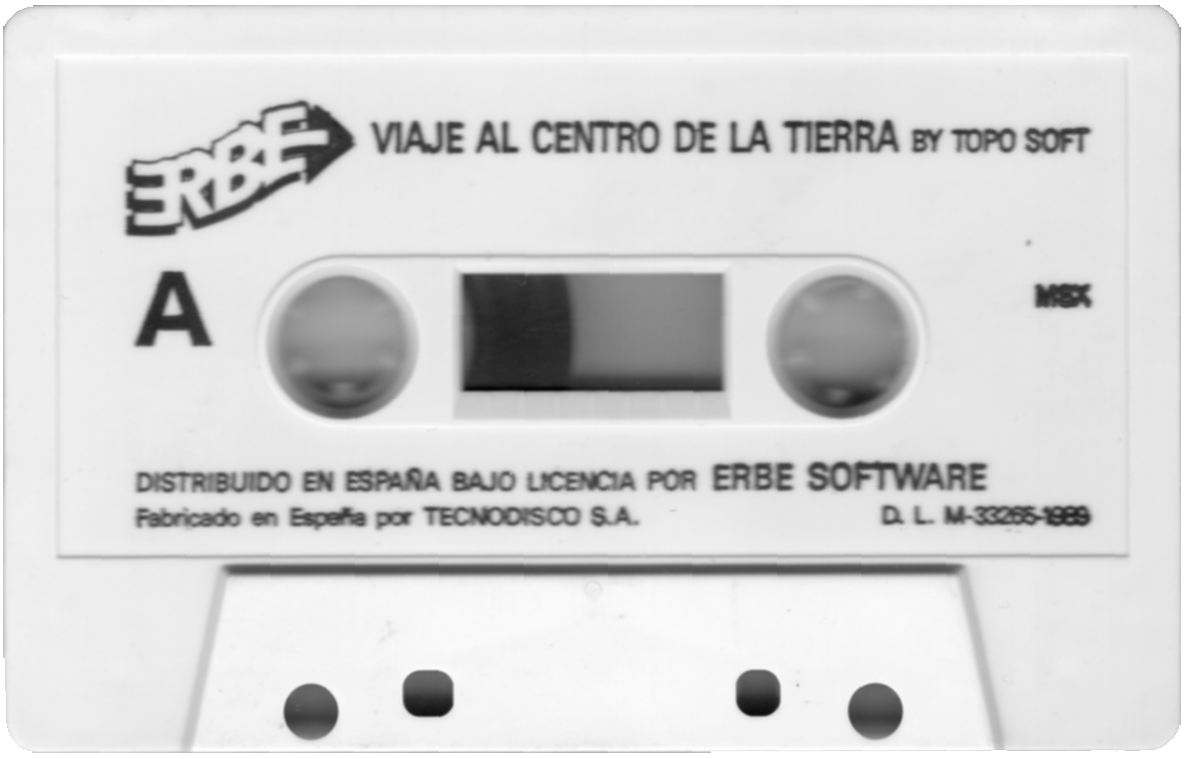 ERBE
VIAJE AL CENTRO DE LA TIERRA BY TOPO SOFT
A
MSX
DISTRIBUIDO EN ESPAÑA BAJO LICENCIA POR ERBE SOFTWARE
Fabricado en España por TECNODISCO S.A.
D. L. M-33265-1989